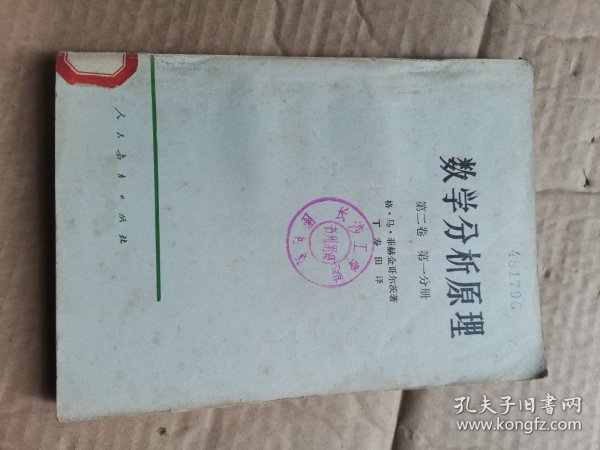 数学分析原理
第二卷 第一分册
格·马·菲赫金哥尔茨著
丁寿田 译
人民教育出版社
481796
孔夫子旧书网
www.kongfz.com